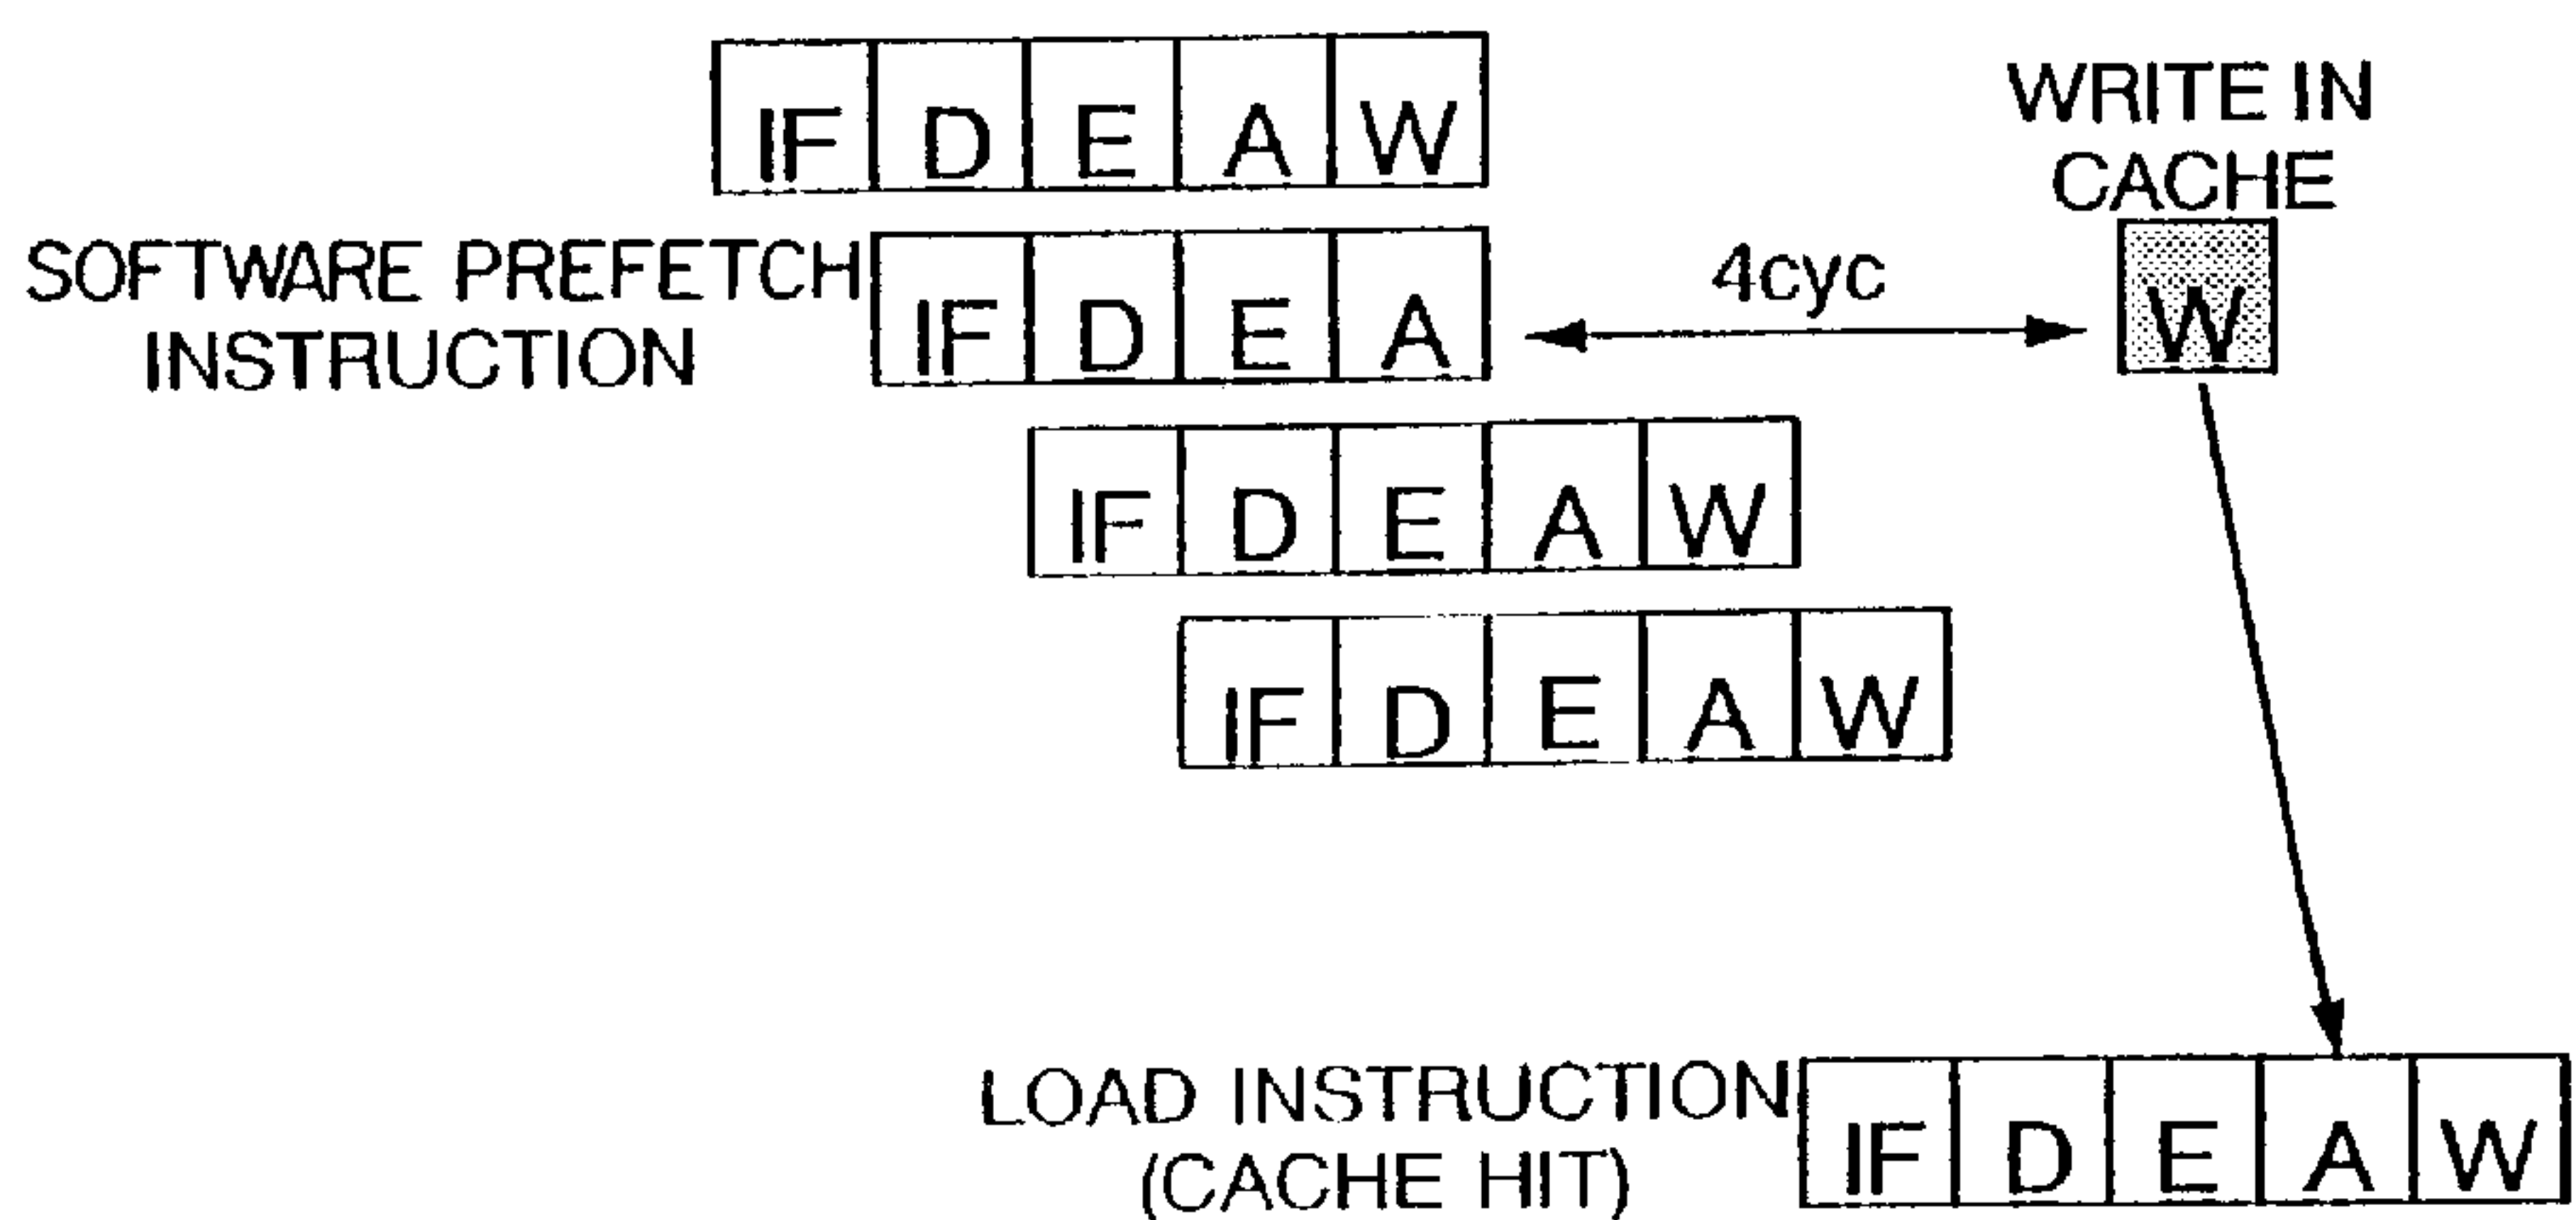 IF D E A W
WRITE IN
CACHE
SOFTWARE PREFETCH
INSTRUCTION
IF D E A
4cyc
W
IF D E A W
IF D E A W
LOAD INSTRUCTION
(CACHE HIT)
IF D E A W